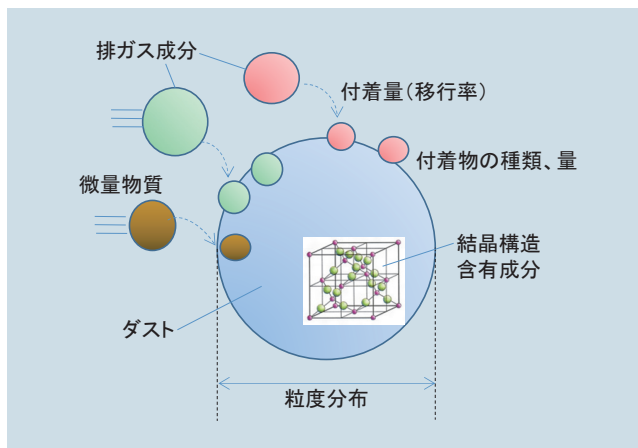 排ガス成分
付着量(移行率)
付着物の種類、量
微量物質
結晶構造
含有成分
ダスト
粒度分布